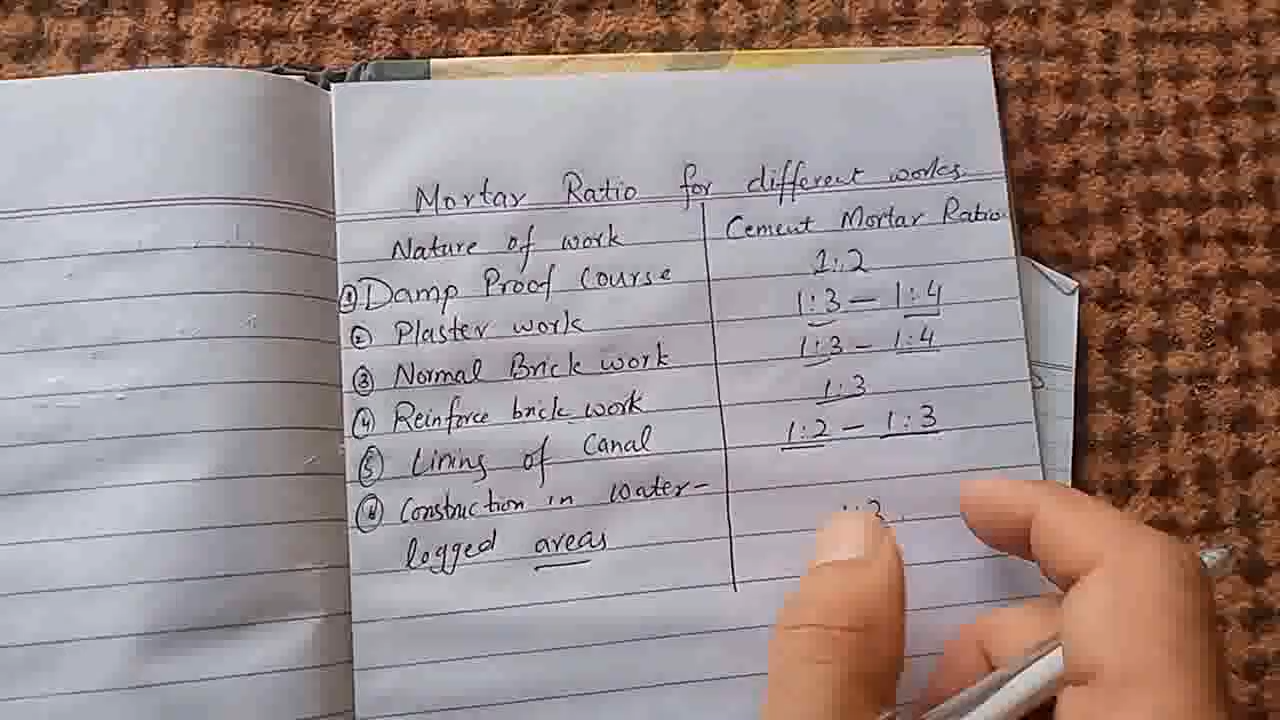 Mortar Ratio for different works.
Nature of work Cement Mortar Ratio.
① Damp Proof Course 1:2
② Plaster work 1:3 – 1:4
③ Normal Brick work 1:3 – 1:4
④ Reinforce brick work 1:3
⑤ Lining of Canal 1:2 – 1:3
⑥ Construction in water-
logged areas